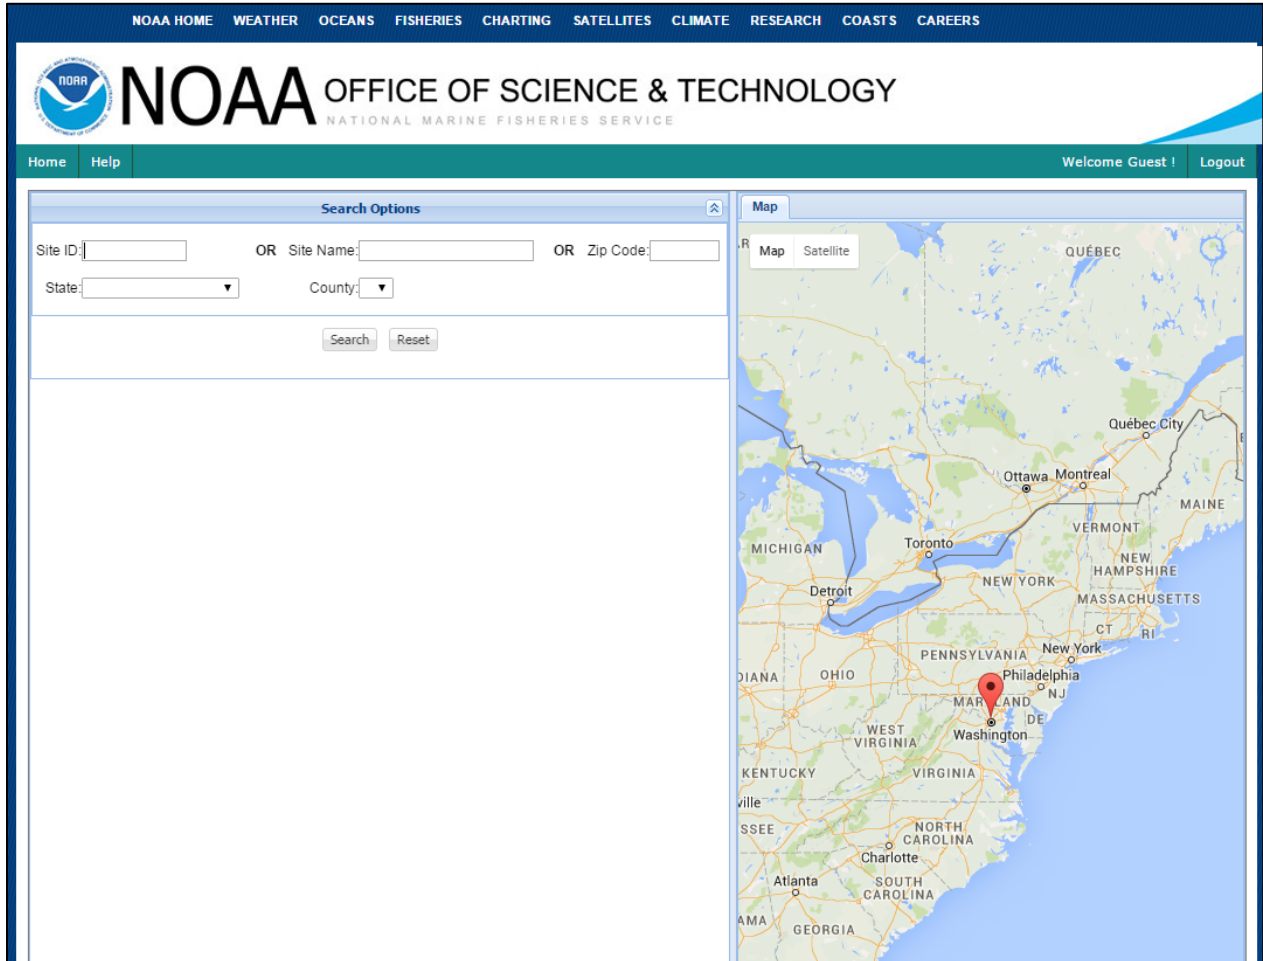 NOAA HOME WEATHER OCEANS FISHERIES CHARTING SATELLITES CLIMATE RESEARCH COASTS CAREERS
NOAA
NOAA OFFICE OF SCIENCE & TECHNOLOGY
NATIONAL MARINE FISHERIES SERVICE
Home Help Welcome Guest ! Logout
Search Options
Site ID: OR Site Name: OR Zip Code:
State: County:
Search Reset
Map
Map Satellite
QUÉBEC
Québec City
Ottawa Montreal
MAINE
VERMONT
MICHIGAN Toronto
NEW
HAMPSHIRE
Detroit NEW YORK
MASSACHUSETTS
CT RI
PENNSYLVANIA New York
OHIO Philadelphia
NJ
MARYLAND
DE
WEST
VIRGINIA
Washington
KENTUCKY VIRGINIA
ville
SSEE
NORTH
CAROLINA
Charlotte
Atlanta
SOUTH
CAROLINA
AMA
GEORGIA